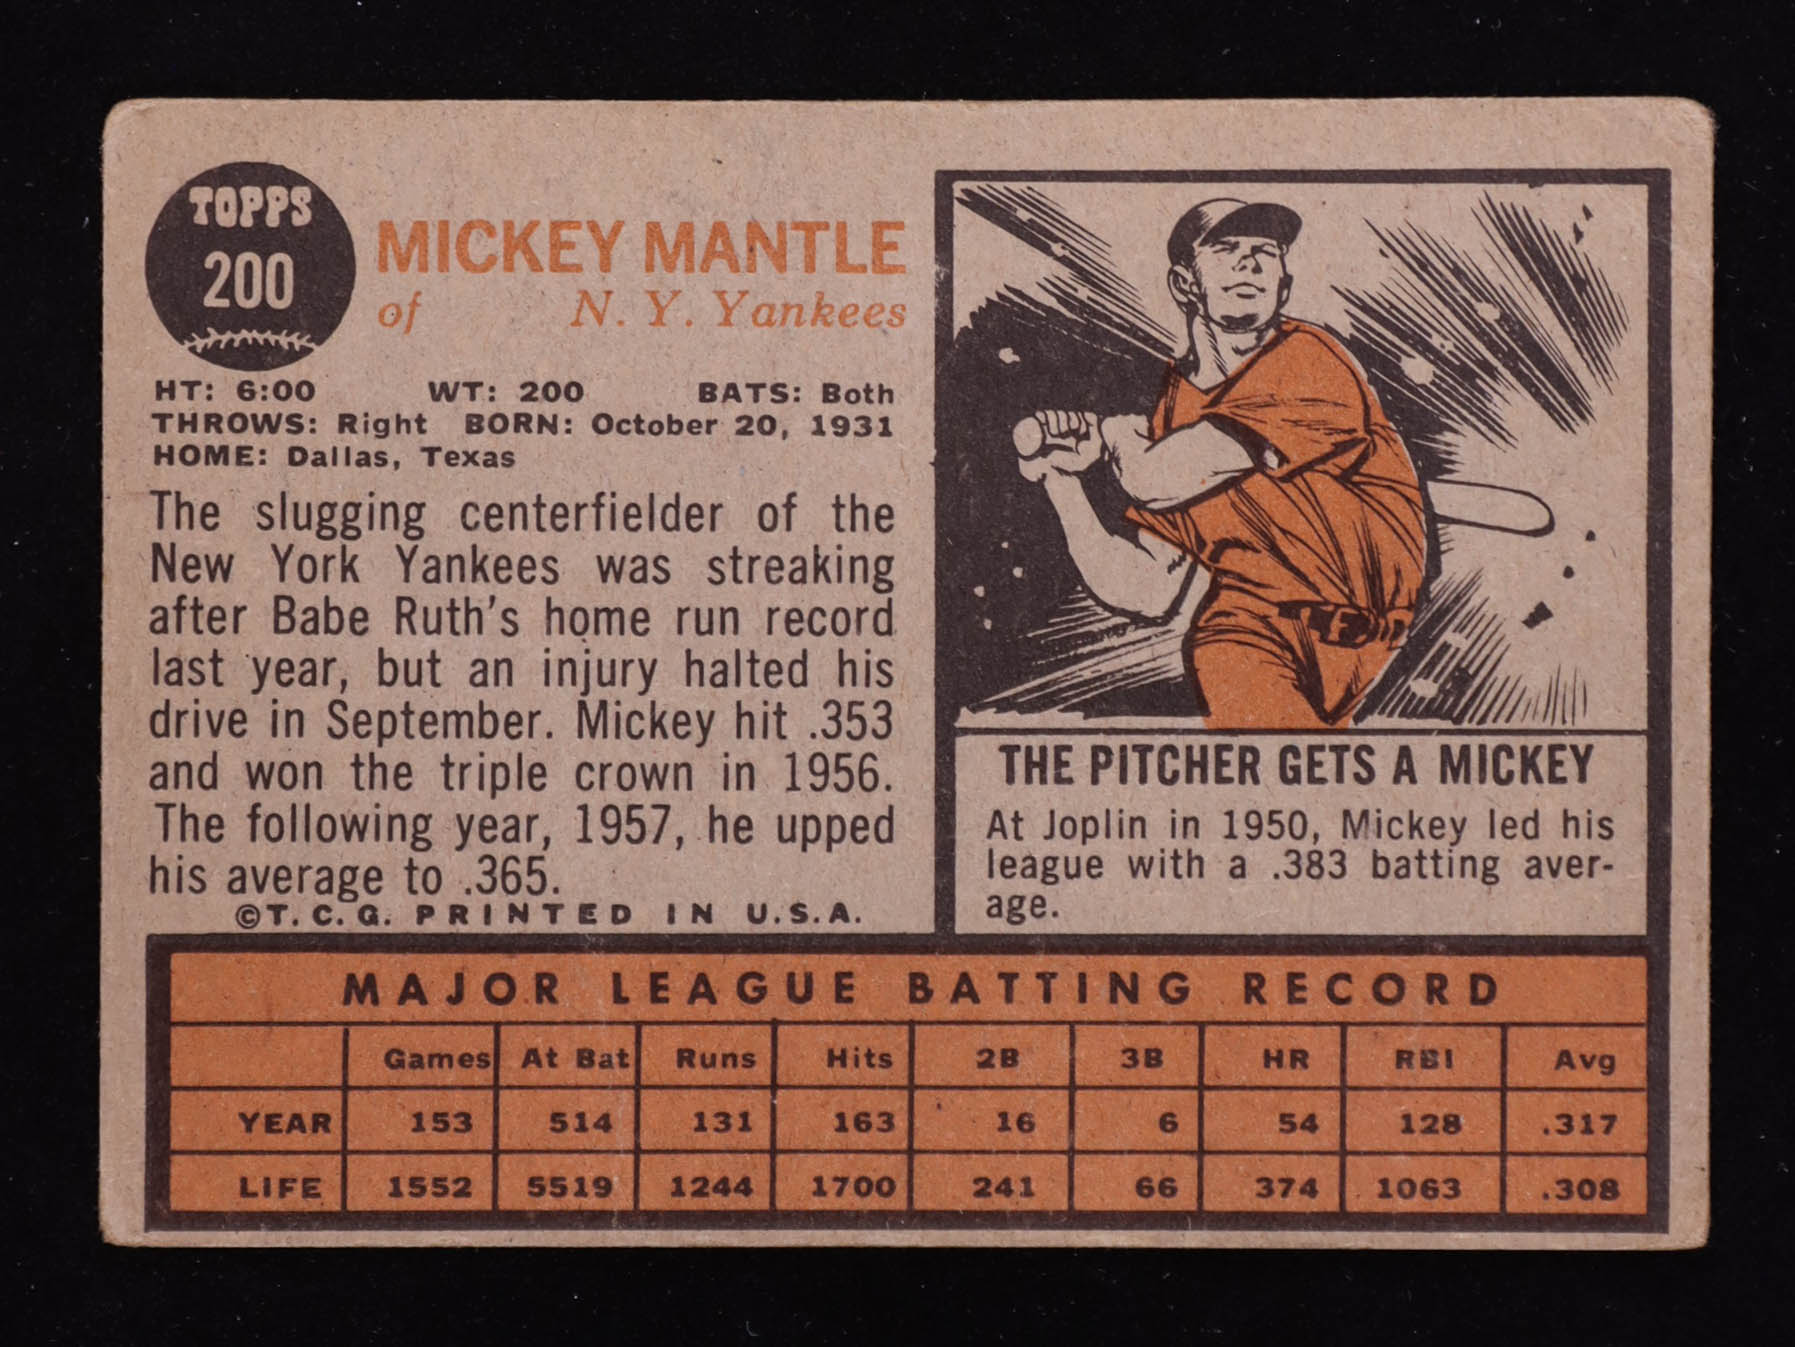 TOPPS
200
MICKEY MANTLE
of N. Y. Yankees
HT: 6:00 WT: 200 BATS: Both
THROWS: Right BORN: October 20, 1931
HOME: Dallas, Texas
The slugging centerfielder of the
New York Yankees was streaking
after Babe Ruth's home run record
last year, but an injury halted his
drive in September. Mickey hit .353
and won the triple crown in 1956.
The following year, 1957, he upped
his average to .365.
©T. C. G. PRINTED IN U.S.A.
THE PITCHER GETS A MICKEY
At Joplin in 1950, Mickey led his
league with a .383 batting aver-
age.
MAJOR LEAGUE BATTING RECORD
Games At Bat Runs Hits 2B 3B HR RBI Avg
YEAR 153 514 131 163 16 6 54 128 .317
LIFE 1552 5519 1244 1700 241 66 374 1063 .308